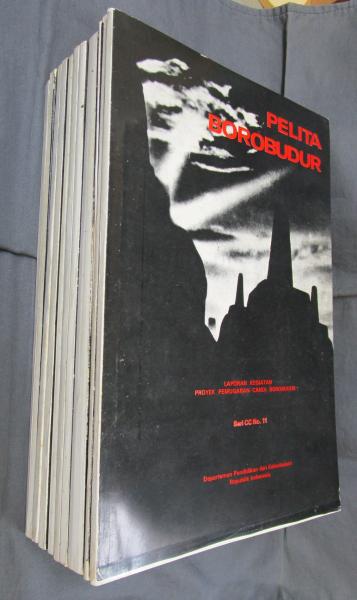 PELITA
BOROBUDUR
LAPORAN KEGIATAN
PROYEK PEMUGARAN CANDI BOROBUDUR
Seri CC No. 11
Departemen Pendidikan dan Kebudayaan
Republik Indonesia